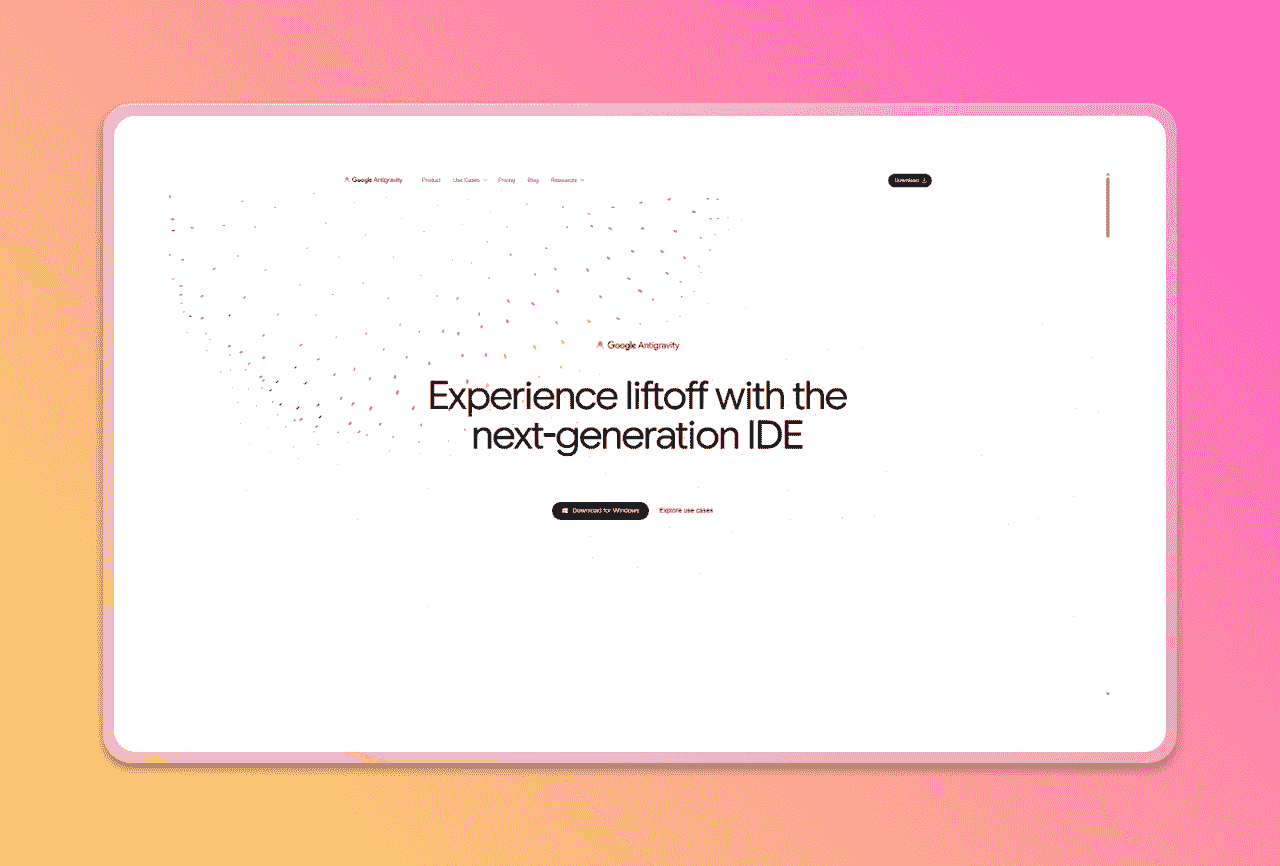 Google Antigravity Product Use Cases Pricing Blog Resources Download
Google Antigravity
Experience liftoff with the
next-generation IDE
Download for Windows Explore use cases